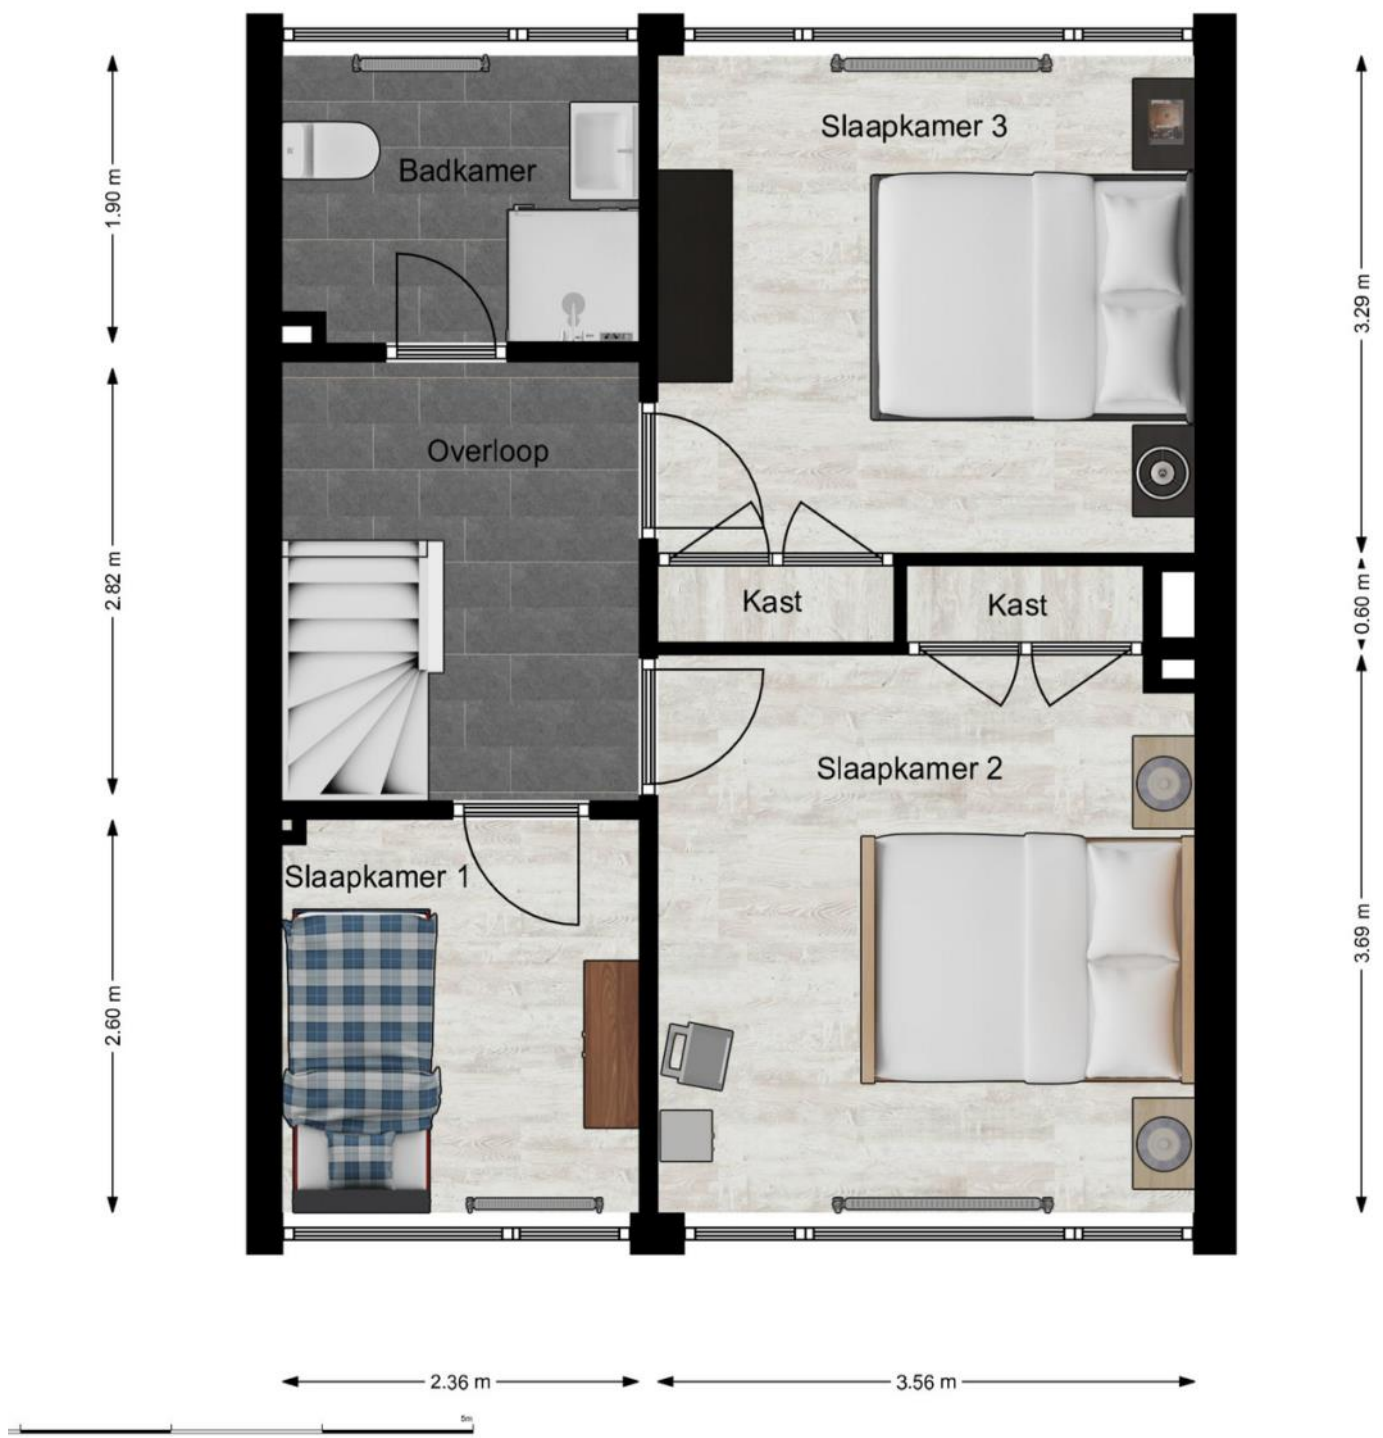 Slaapkamer 3
Badkamer
1.90 m
3.29 m
Overloop
2.82 m
Kast
Kast
0.60 m
Slaapkamer 2
Slaapkamer 1
3.69 m
2.60 m
2.36 m
3.56 m
5m